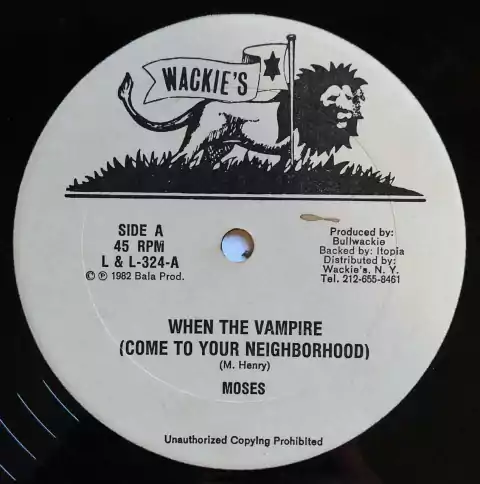 WACKIE'S
SIDE A
45 RPM
L & L-324-A
© ℗ 1982 Bala Prod.
Produced by:
Bullwackie
Backed by: Itopia
Distributed by:
Wackie's, N. Y.
Tel. 212-655-8461
WHEN THE VAMPIRE
(COME TO YOUR NEIGHBORHOOD)
(M. Henry)
MOSES
Unauthorized Copying Prohibited